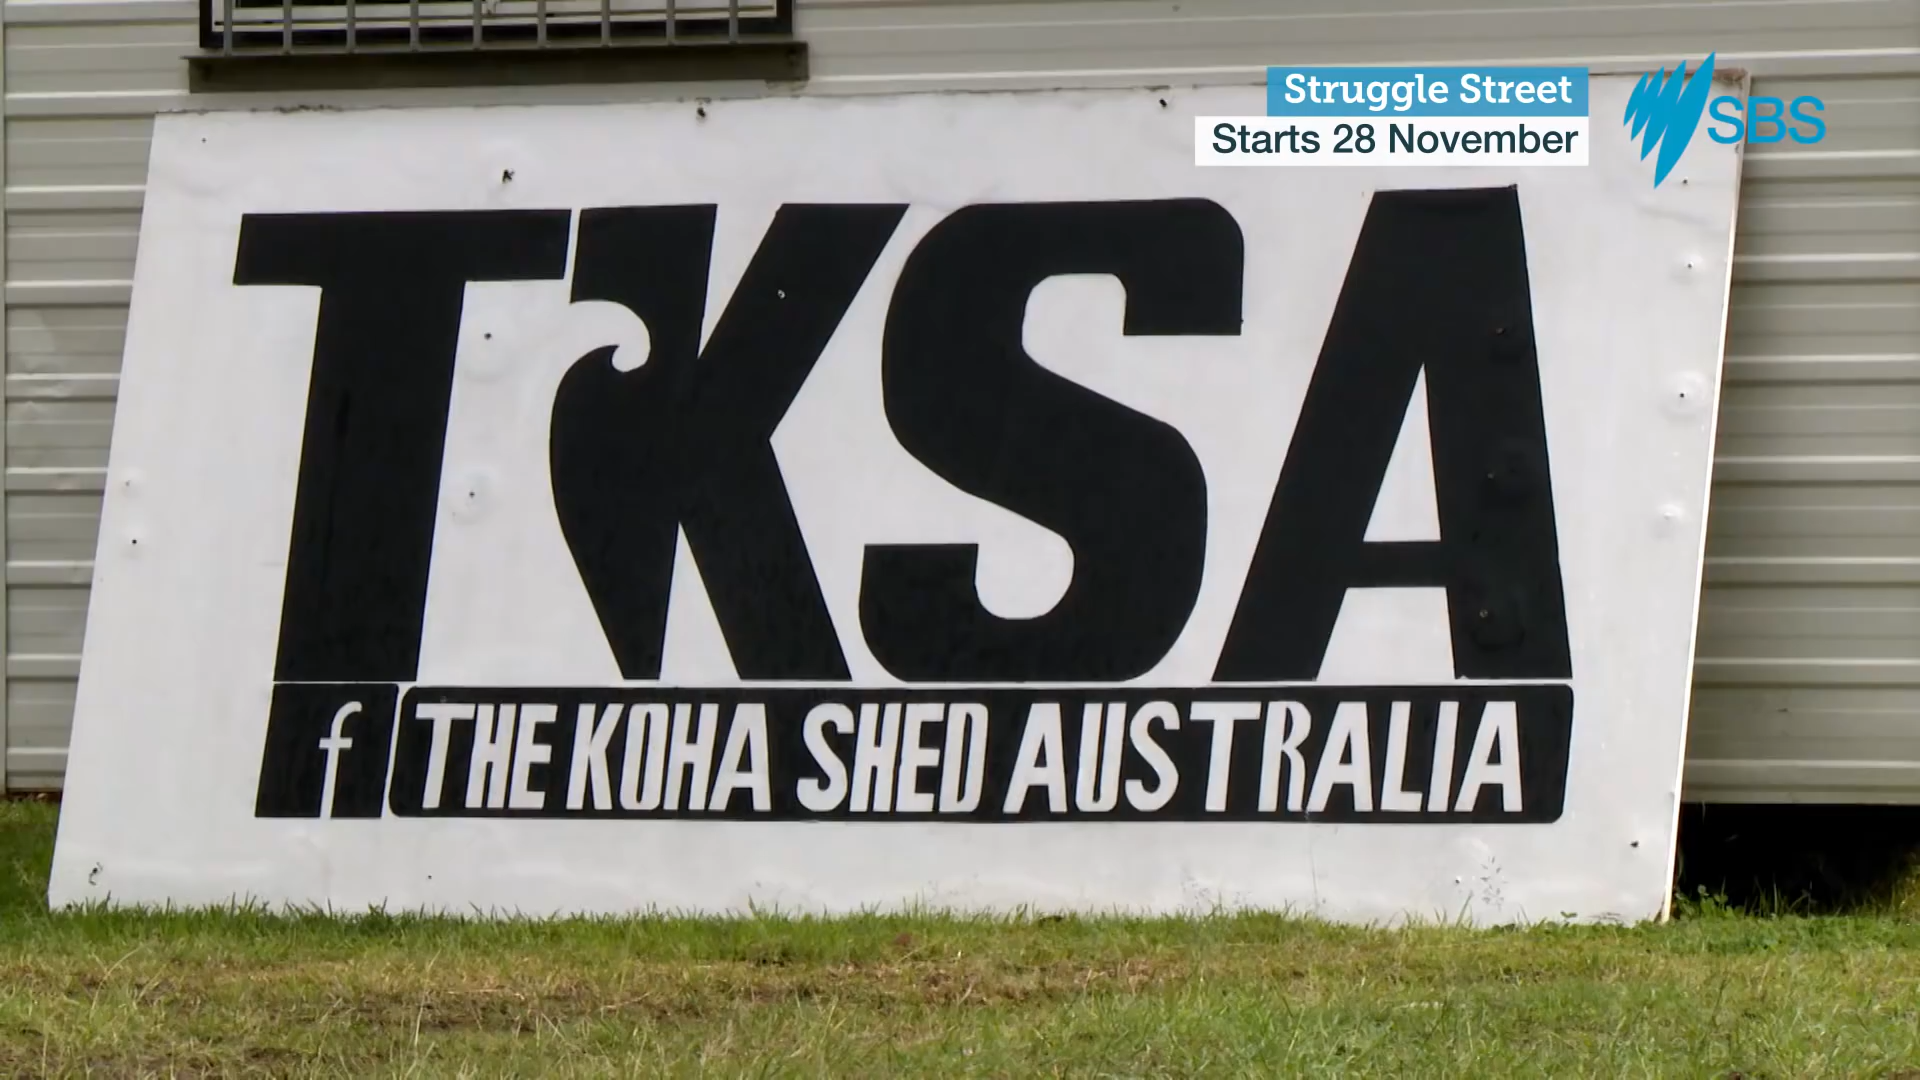 Struggle Street
Starts 28 November
SBS
TKSA
f THE KOHA SHED AUSTRALIA